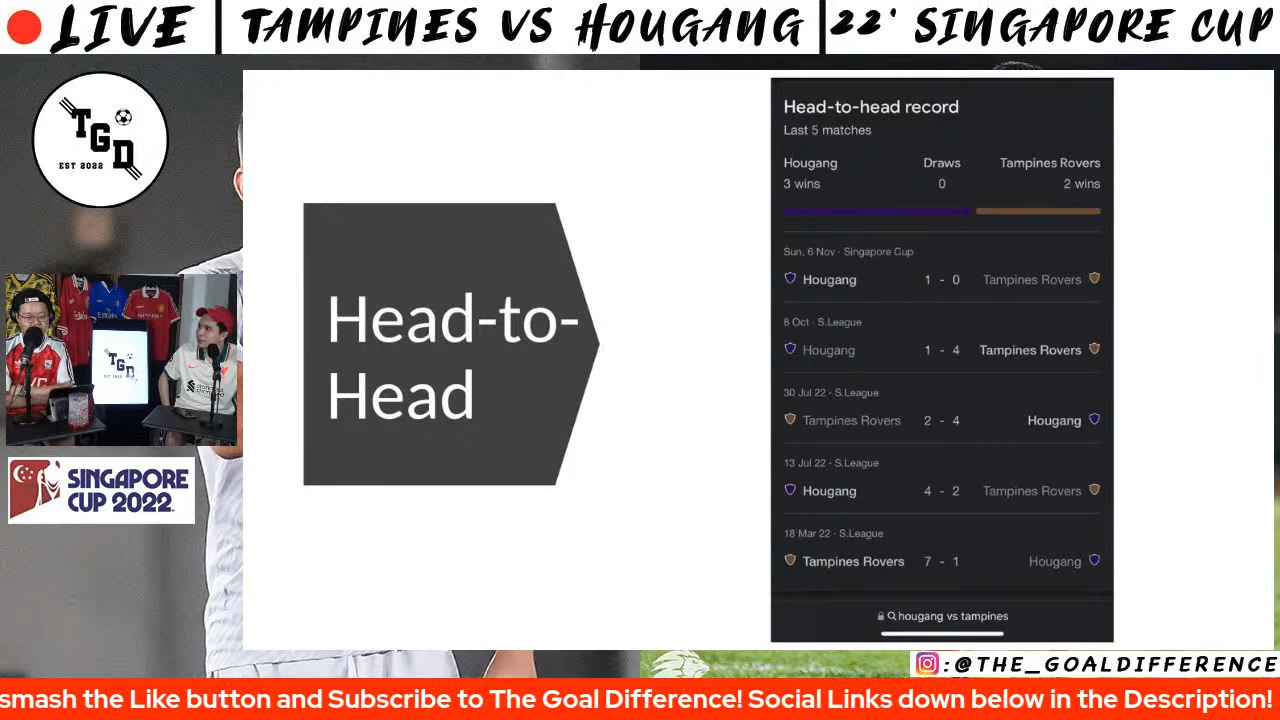 LIVE
TAMPINES VS HOUGANG
22' SINGAPORE CUP
TGD
EST 2022
TGD
SINGAPORE
CUP 2022
Head-to-
Head
Head-to-head record
Last 5 matches
Hougang Draws Tampines Rovers
3 wins 0 2 wins
Sun, 6 Nov · Singapore Cup
Hougang 1 - 0 Tampines Rovers
8 Oct · S.League
Hougang 1 - 4 Tampines Rovers
30 Jul 22 · S.League
Tampines Rovers 2 - 4 Hougang
13 Jul 22 · S.League
Hougang 4 - 2 Tampines Rovers
18 Mar 22 · S.League
Tampines Rovers 7 - 1 Hougang
hougang vs tampines
:@THE_GOALDIFFERENCE
smash the Like button and Subscribe to The Goal Difference! Social Links down below in the Description!